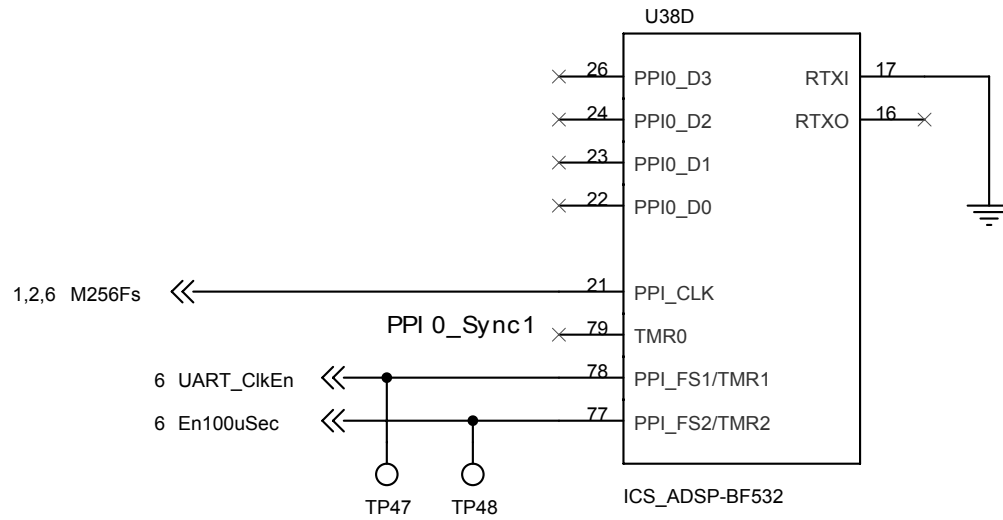 U38D
26 PPI0_D3 RTXI 17
24 PPI0_D2 RTXO 16
23 PPI0_D1
22 PPI0_D0
1,2,6 M256Fs 21 PPI_CLK
PPI 0_Sync1 79 TMR0
6 UART_ClkEn 78 PPI_FS1/TMR1
6 En100uSec 77 PPI_FS2/TMR2
TP47 TP48 ICS_ADSP-BF532